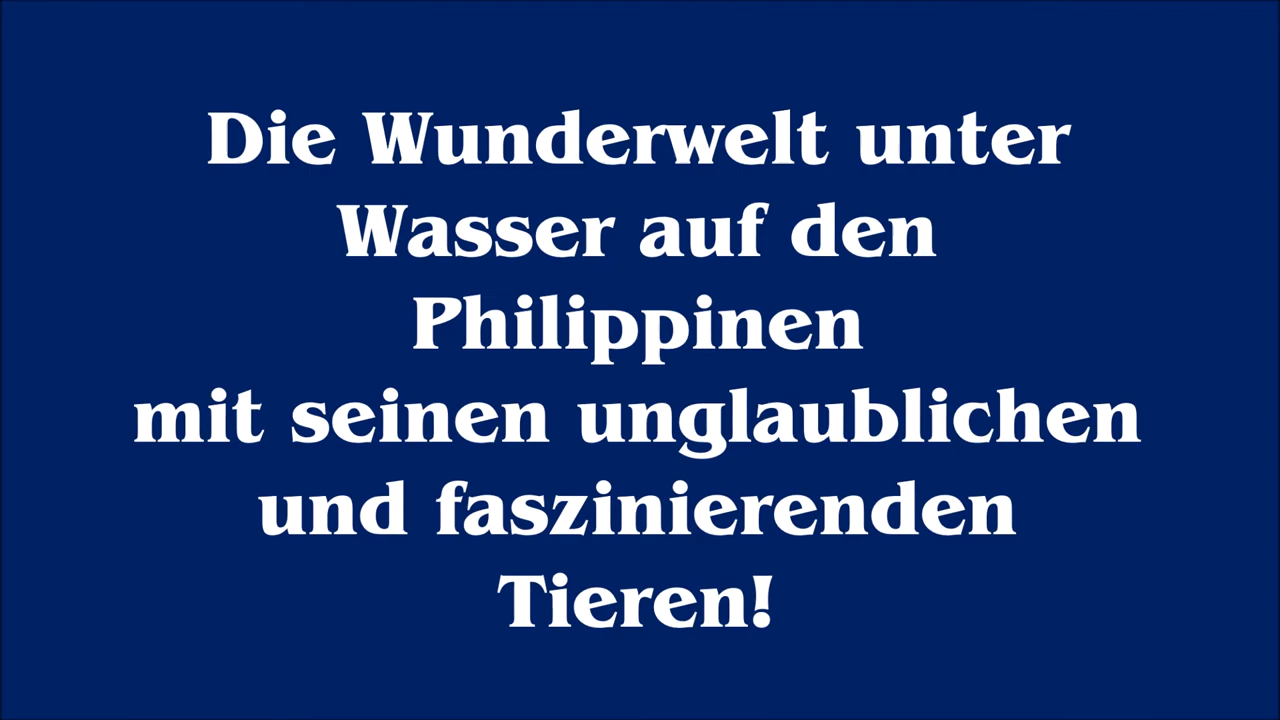 Die Wunderwelt unter
Wasser auf den
Philippinen
mit seinen unglaublichen
und faszinierenden
Tieren!